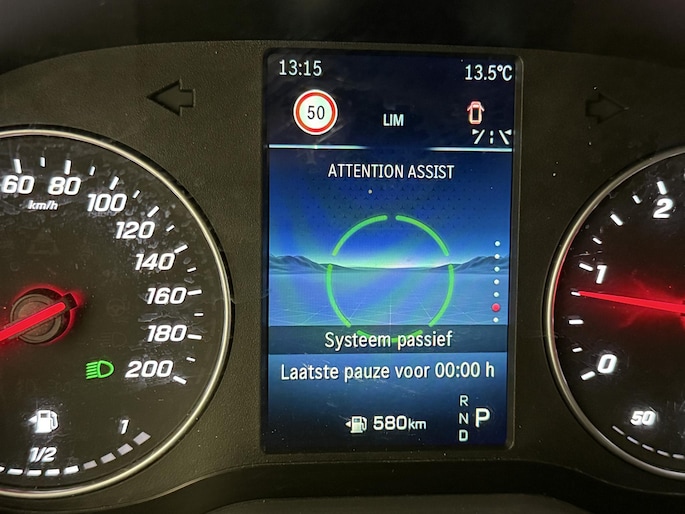 13:15
13.5°C
50
LIM
ATTENTION ASSIST
Systeem passief
Laatste pauze voor 00:00 h
580km
R
N
D
P
60
80
100
120
140
160
180
200
km/h
1/2
1
2
1
0
50